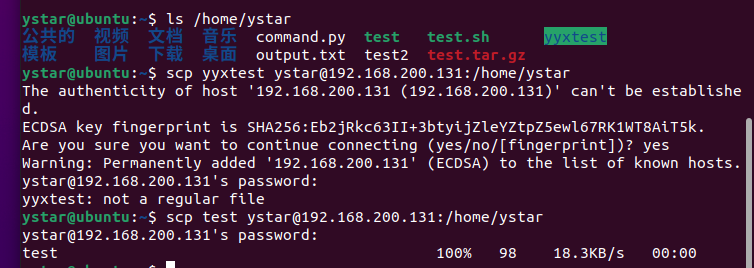 ystar@ubuntu:~$ ls /home/ystar
公共的 视频 文档 音乐 command.py test test.sh yyxtest
模板 图片 下载 桌面 output.txt test2 test.tar.gz
ystar@ubuntu:~$ scp yyxtest ystar@192.168.200.131:/home/ystar
The authenticity of host '192.168.200.131 (192.168.200.131)' can't be establishe
d.
ECDSA key fingerprint is SHA256:Eb2jRkc63II+3btyijZleYZtpZ5ewl67RK1WT8AiT5k.
Are you sure you want to continue connecting (yes/no/[fingerprint])? yes
Warning: Permanently added '192.168.200.131' (ECDSA) to the list of known hosts.
ystar@192.168.200.131's password:
yyxtest: not a regular file
ystar@ubuntu:~$ scp test ystar@192.168.200.131:/home/ystar
ystar@192.168.200.131's password:
test 100% 98 18.3KB/s 00:00
ystar@ubuntu:~$